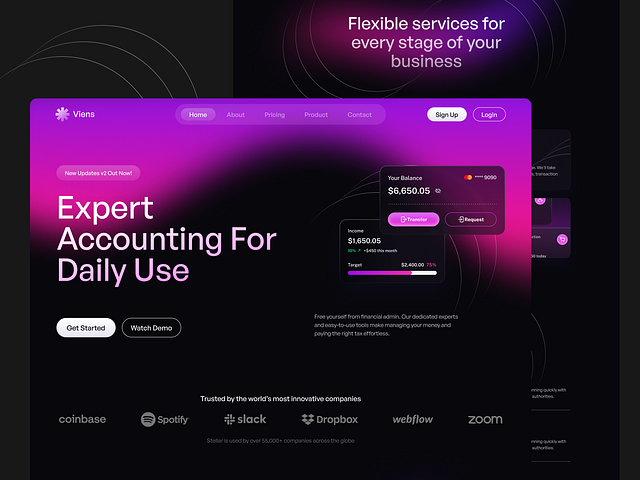 Flexible services for
every stage of your
business
Viens
Home
About
Pricing
Product
Contact
Sign Up
Login
New Updates v2 Out Now!
Expert
Accounting For
Daily Use
Get Started
Watch Demo
Your Balance
**** 9090
$6,650.05
Transfer
Request
Income
$1,650.05
10%
+$450 this month
Target
$2,400.00
75%
Free yourself from financial admin. Our dedicated experts
and easy-to-use tools make managing your money and
paying the right tax effortless.
Trusted by the world's most innovative companies
coinbase
Spotify
slack
Dropbox
webflow
zoom
Stellar is used by over 55,000+ companies across the globe
We'll take
transaction
today
quickly with
authorities.
quickly with
authorities.